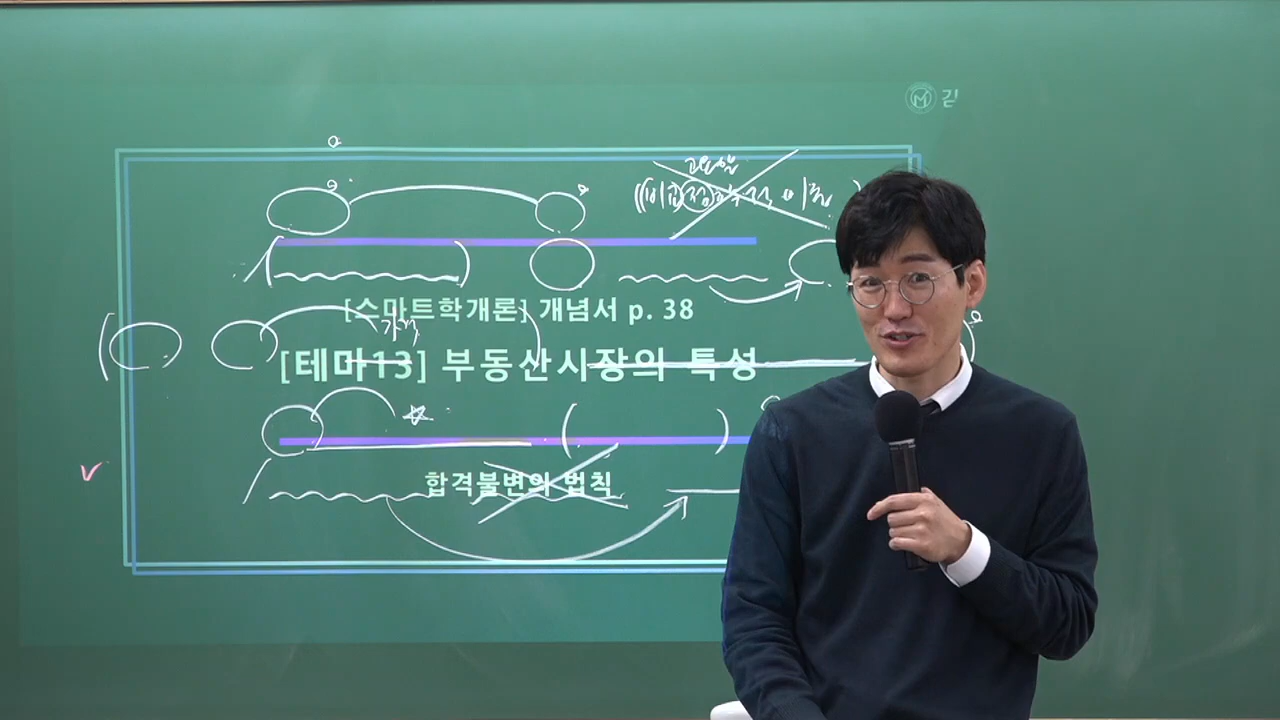 [스마트학개론] 개념서 p. 38
[테마13] 부동산시장의 특성
합격불변의 법칙